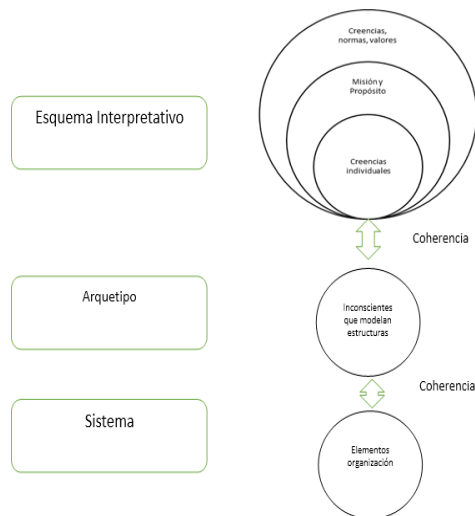 Creencias,
normas, valores
Misión y
Propósito
Esquema Interpretativo
Creencias
individuales
Coherencia
Arquetipo
Inconscientes
que modelan
estructuras
Coherencia
Sistema
Elementos
organización